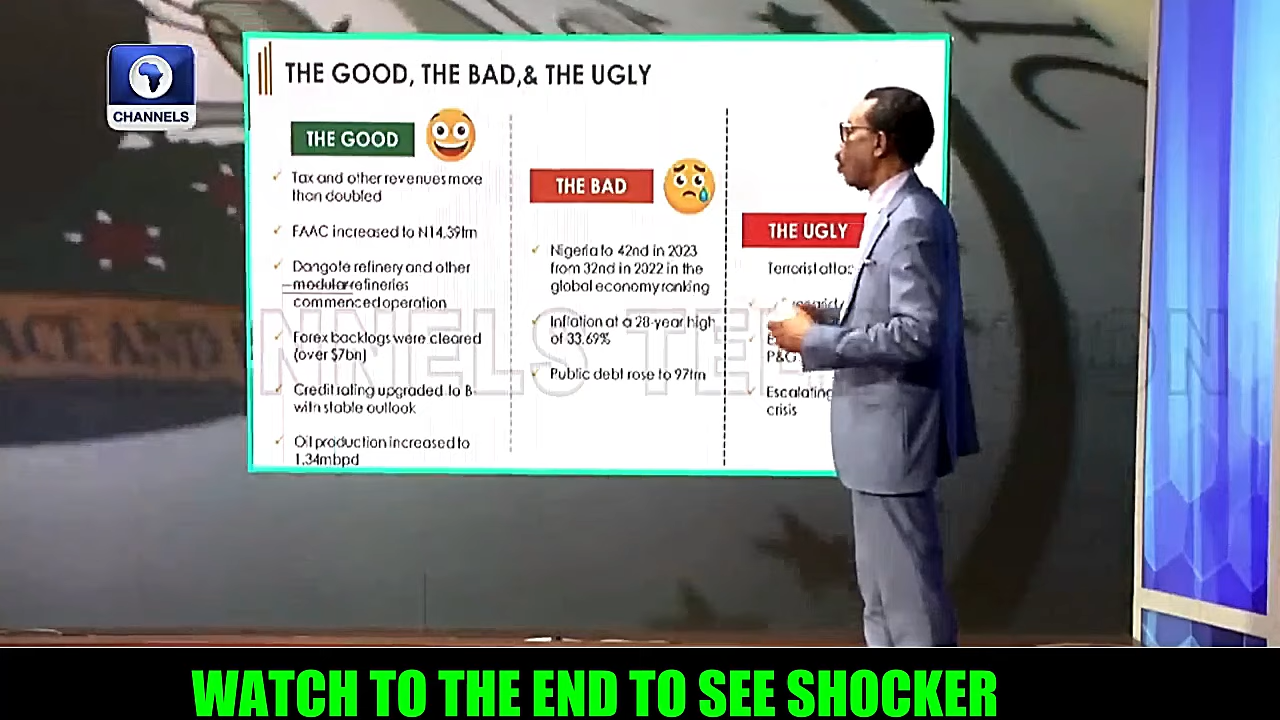 CHANNELS
THE GOOD, THE BAD,& THE UGLY
THE GOOD
Tax and other revenues more
than doubled
FAAC increased to N14.39trn
Dangote refinery and other
modular refineries
commenced operation
Forex backlogs were cleared
(over $7bn)
Credit rating upgraded to B-
with stable outlook
Oil production increased to
1.34mbpd
THE BAD
Nigeria to 42nd in 2023
from 32nd in 2022 in the
global economy ranking
Inflation at a 28-year high
of 33.69%
Public debt rose to 97trn
THE UGLY
Terrorist
P&G
Escalating
crisis
WATCH TO THE END TO SEE SHOCKER